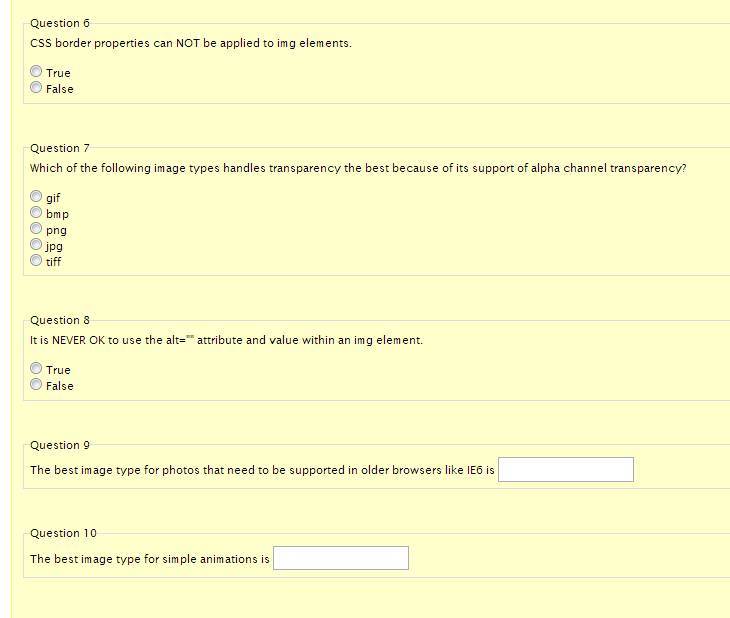 Question 6
CSS border properties can NOT be applied to img elements.
True
False
Question 7
Which of the following image types handles transparency the best because of its support of alpha channel transparency?
gif
bmp
png
jpg
tiff
Question 8
It is NEVER OK to use the alt="" attribute and value within an img element.
True
False
Question 9
The best image type for photos that need to be supported in older browsers like IE6 is
Question 10
The best image type for simple animations is